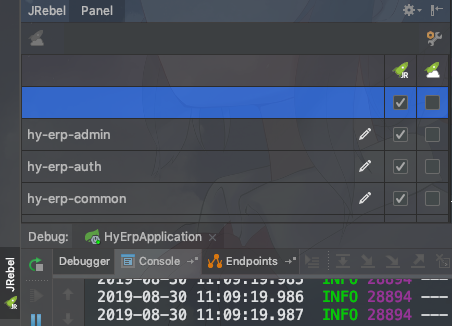 JRebel Panel
JR
hy-erp-admin
hy-erp-auth
hy-erp-common
Debug: HyErpApplication
Debugger Console Endpoints
2019-08-30 11:09:19.985 INFO 28894 ---
2019-08-30 11:09:19.986 INFO 28894 ---
2019-08-30 11:09:19.987 INFO 28894 ---
JRebel
JR